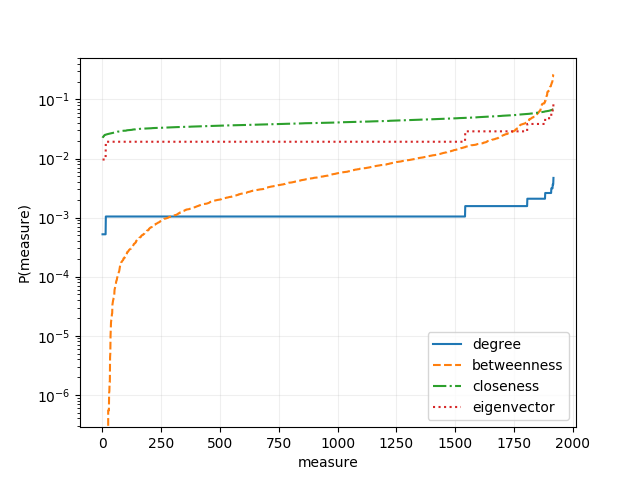 10⁻¹
10⁻²
10⁻³
10⁻⁴
10⁻⁵
10⁻⁶
P(measure)
degree
betweenness
closeness
eigenvector
0 250 500 750 1000 1250 1500 1750 2000
measure